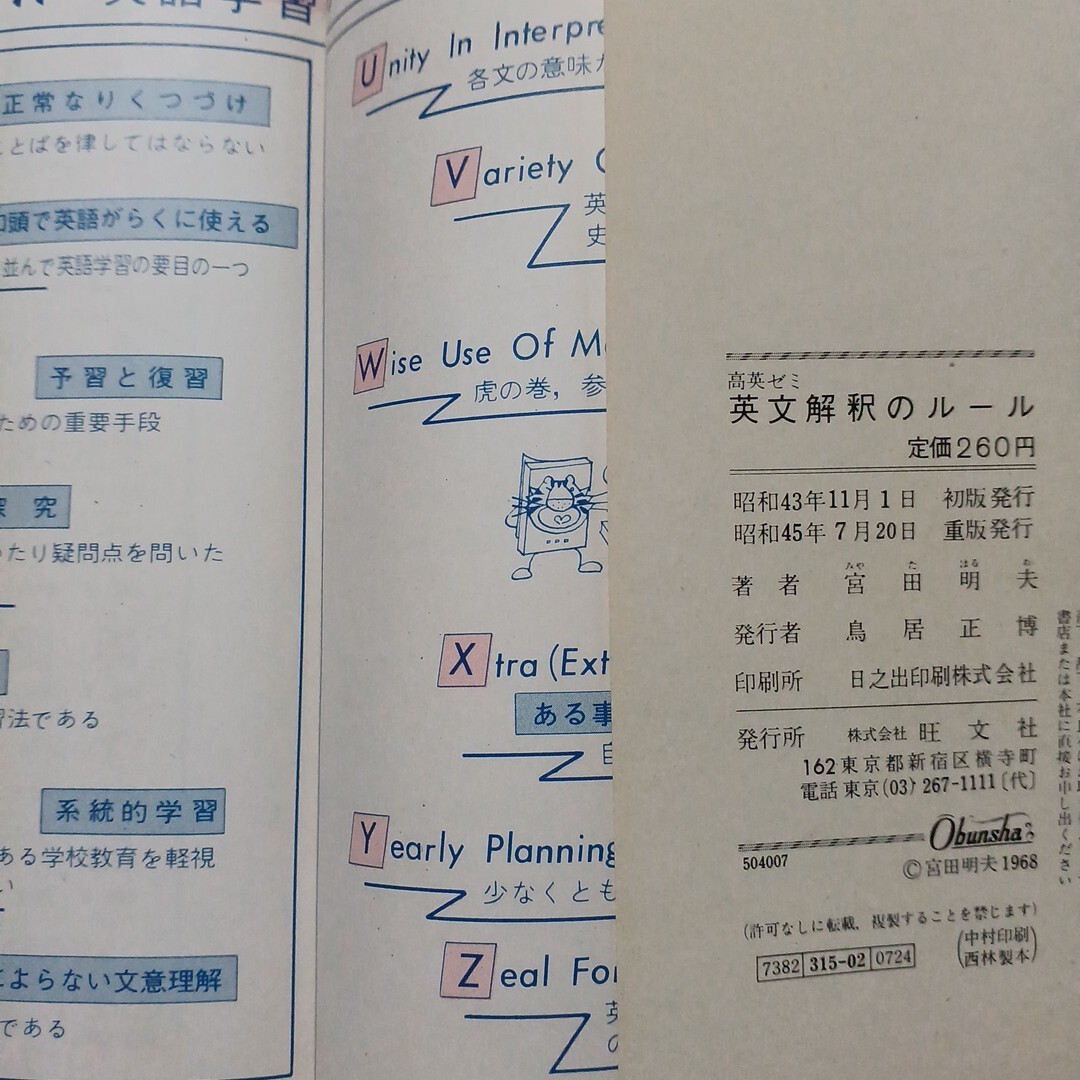 英語学習
正常なりくつづけ
とばを律してはならない
頭で英語がらくに使える
並んで英語学習の要目の一つ
予習と復習
ための重要手段
究
たり疑問点を問いた
法である
系統的学習
ある学校教育を軽視
い
よらない文意理解
である
Unity In
各文の意味
Variety
英
史
Wise Use Of
虎の巻，参
Xtra (Ext
ある事
自
Yearly Planning
少なくとも
Zeal For
英
の
高英ゼミ
英文解釈のルール
定価260円
昭和43年11月1日 初版発行
昭和45年7月20日 重版発行
みや た はる お
著者 宮田明夫
発行者 鳥居正博
印刷所 日之出印刷株式会社
発行所 株式会社 旺文社
162 東京都新宿区横寺町
電話 東京(03) 267-1111〔代〕
Obunsha
504007
©宮田明夫1968
(許可なしに転載，複製することを禁じます)
(中村印刷
西林製本)
7382 315-02 0724
書店または本社に直接お申し出ください